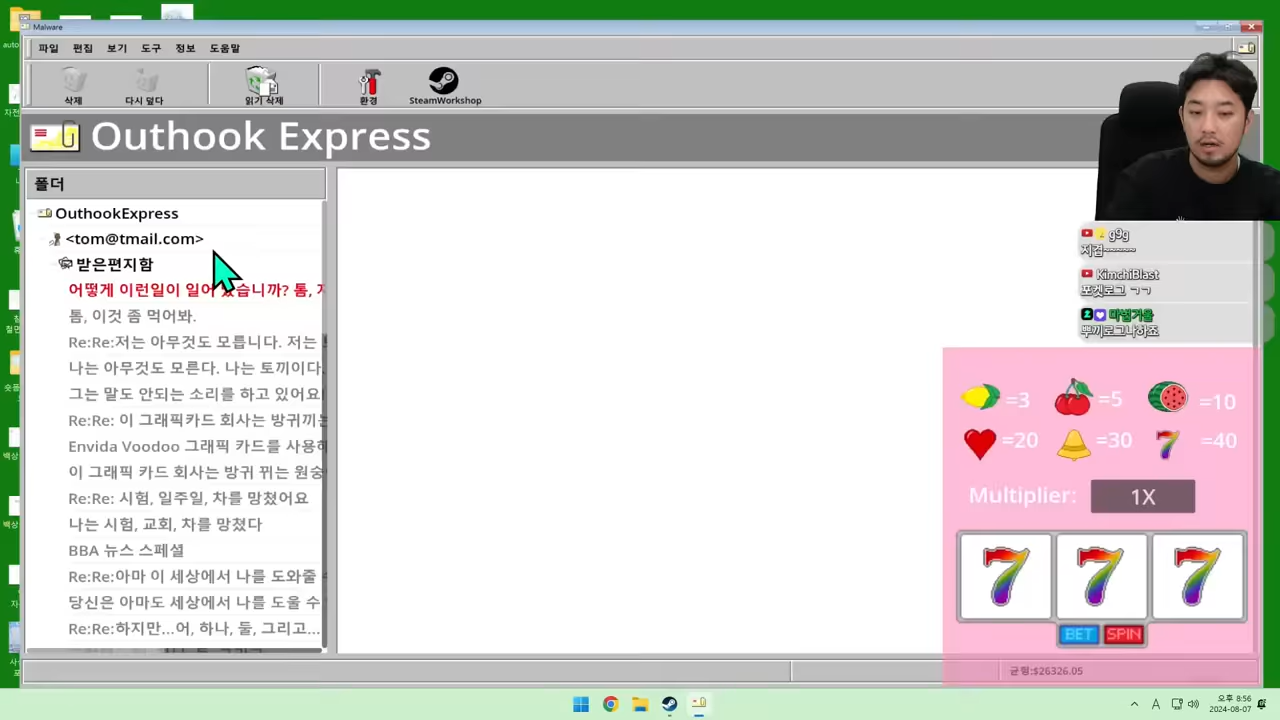 auto
Malware
파일 편집 보기 도구 정보 도움말
삭제 다시 덮다 읽기 삭제 환경 SteamWorkshop
Outhook Express
폴더
OuthookExpress
<tom@tmail.com>
받은편지함
어떻게 이런일이 일어 습니까? 톰,
톰, 이것 좀 먹어봐.
Re:Re:저는 아무것도 모릅니다. 저는
나는 아무것도 모른다. 나는 토끼이다.
그는 말도 안되는 소리를 하고 있어요
Re:Re: 이 그래픽카드 회사는 방귀끼는
Envida Voodoo 그래픽 카드를 사용하
이 그래픽 카드 회사는 방귀 뀌는 원숭
Re:Re: 시험, 일주일, 차를 망쳤어요
나는 시험, 교회, 차를 망쳤다
BBA 뉴스 스페셜
Re:Re:아마 이 세상에서 나를 도와줄
당신은 아마도 세상에서 나를 도울 수
Re:Re:하지만...어, 하나, 둘, 그리고...
g9g
지겹~~~~
KimchiBlast
포켓로그 ㄱㄱ
마법거울
뿌끼로그나하죠
=3 =5 =10
=20 =30 7 =40
Multiplier: 1X
7 7 7
BET SPIN
균형:$26326.05
A 오후 8:56
2024-08-07